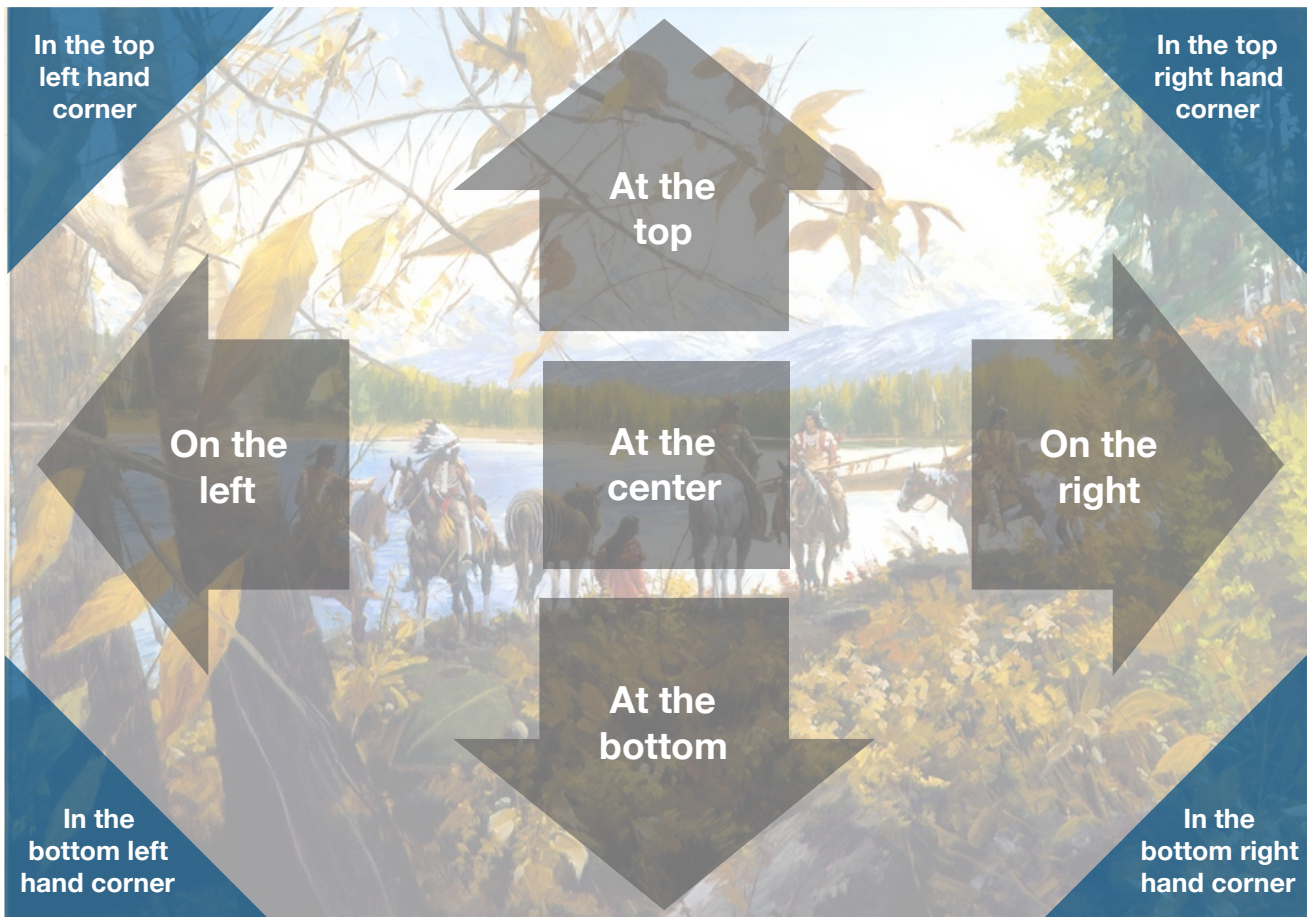 In the top
left hand
corner
In the top
right hand
corner
At the
top
On the
left
At the
center
On the
right
At the
bottom
In the
bottom left
hand corner
In the
bottom right
hand corner